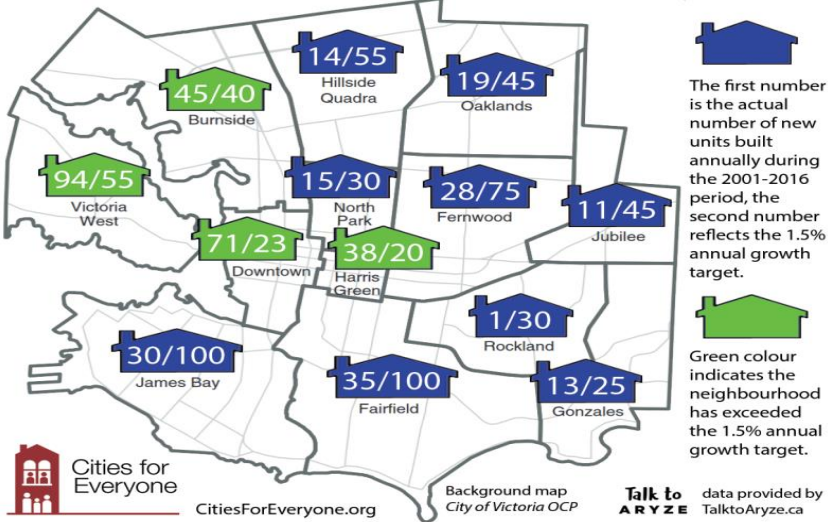 14/55
Hillside
Quadra
19/45
Oaklands
45/40
Burnside
94/55
Victoria
West
15/30
North
Park
28/75
Fernwood
11/45
Jubilee
71/23
Downtown
38/20
Harris
Green
1/30
Rockland
30/100
James Bay
35/100
Fairfield
13/25
Gonzales
The first number
is the actual
number of new
units built
annually during
the 2001-2016
period, the
second number
reflects the 1.5%
annual growth
target.
Green colour
indicates the
neighbourhood
has exceeded
the 1.5% annual
growth target.
Cities for
Everyone
CitiesForEveryone.org
Background map
City of Victoria OCP
Talk to
ARYZE
data provided by
TalktoAryze.ca